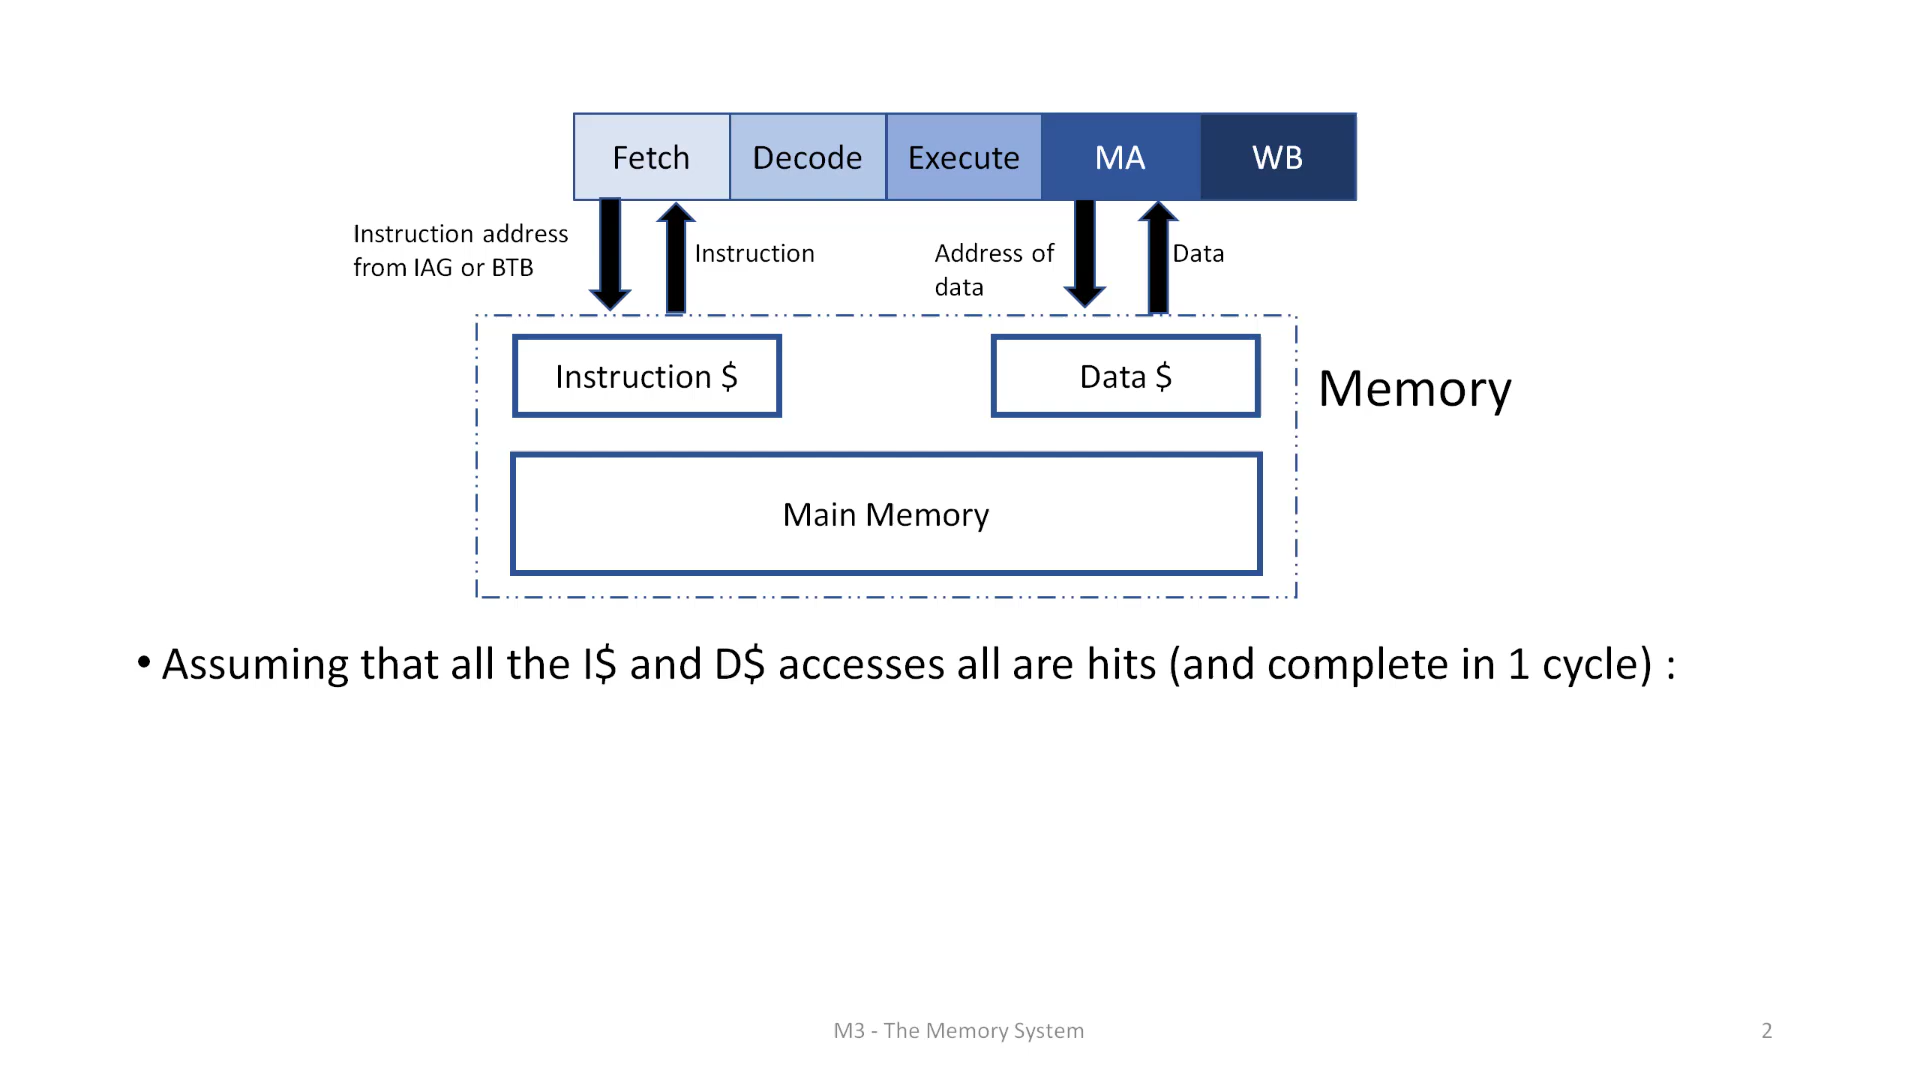 Fetch
Decode
Execute
MA
WB
Instruction address
from IAG or BTB
Instruction
Address of
data
Data
Instruction $
Data $
Memory
Main Memory
• Assuming that all the I$ and D$ accesses all are hits (and complete in 1 cycle) :
M3 - The Memory System
2